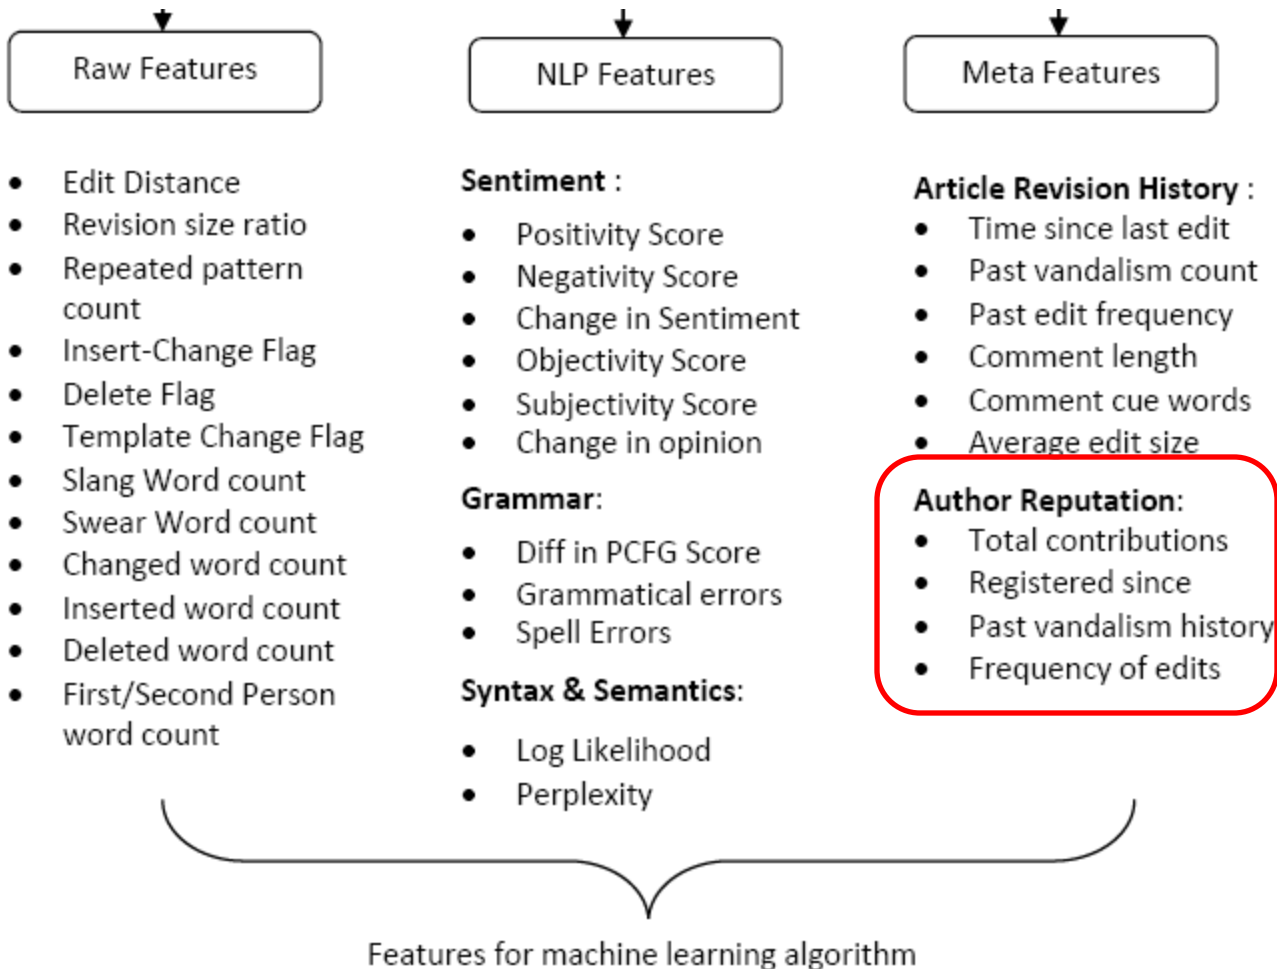 Raw Features
NLP Features
Meta Features
• Edit Distance
• Revision size ratio
• Repeated pattern
count
• Insert-Change Flag
• Delete Flag
• Template Change Flag
• Slang Word count
• Swear Word count
• Changed word count
• Inserted word count
• Deleted word count
• First/Second Person
word count
Sentiment :
• Positivity Score
• Negativity Score
• Change in Sentiment
• Objectivity Score
• Subjectivity Score
• Change in opinion
Grammar:
• Diff in PCFG Score
• Grammatical errors
• Spell Errors
Syntax & Semantics:
• Log Likelihood
• Perplexity
Article Revision History :
• Time since last edit
• Past vandalism count
• Past edit frequency
• Comment length
• Comment cue words
• Average edit size
Author Reputation:
• Total contributions
• Registered since
• Past vandalism history
• Frequency of edits
Features for machine learning algorithm